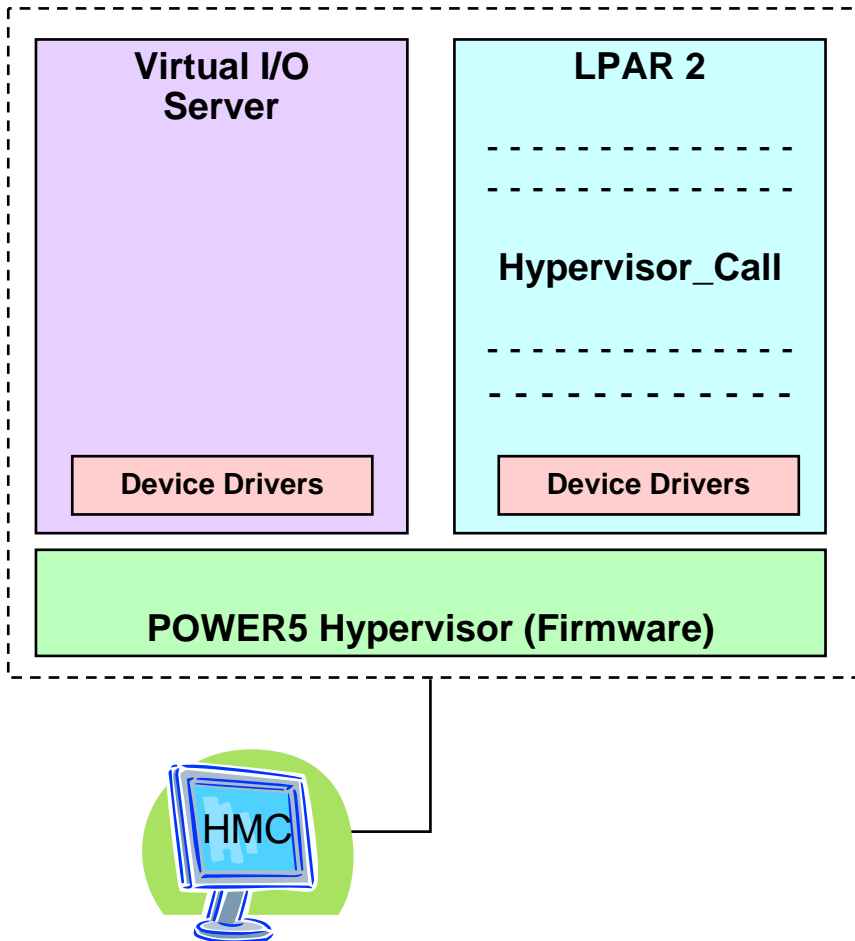 Virtual I/O
Server
LPAR 2
- - - - - - - - - - - - - -
- - - - - - - - - - - - - -
Hypervisor_Call
- - - - - - - - - - - - - -
- - - - - - - - - - - -
Device Drivers
Device Drivers
POWER5 Hypervisor (Firmware)
HMC